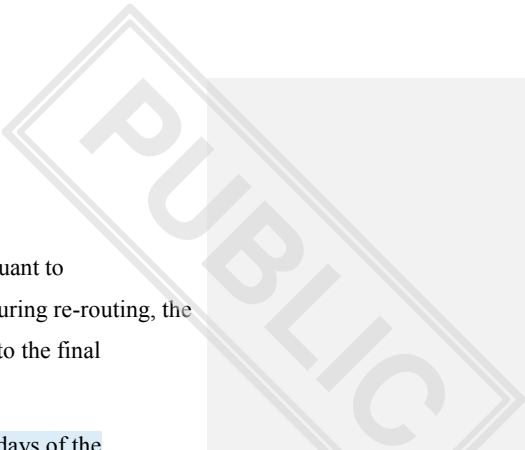 uant to
uring re-routing, the
to the final
days of the
PUBLIC